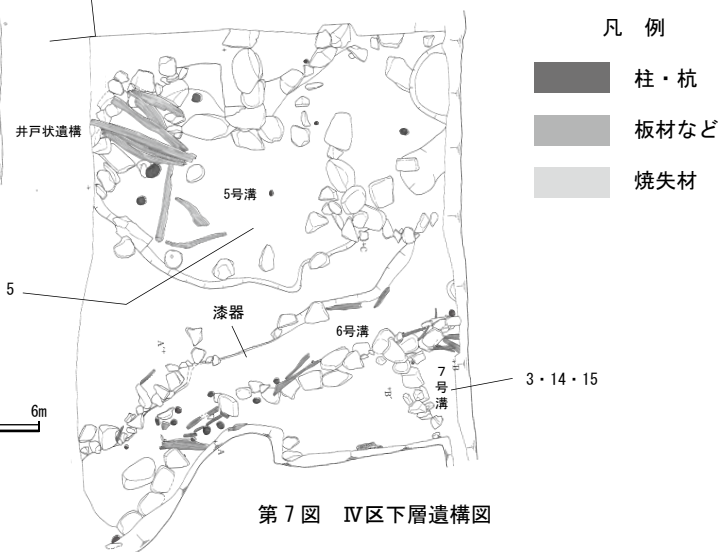 凡 例
柱・杭
板材など
焼失材
井戸状遺構
5号溝
5
漆器
6号溝
7号溝
3・14・15
6m
第7図 Ⅳ区下層遺構図